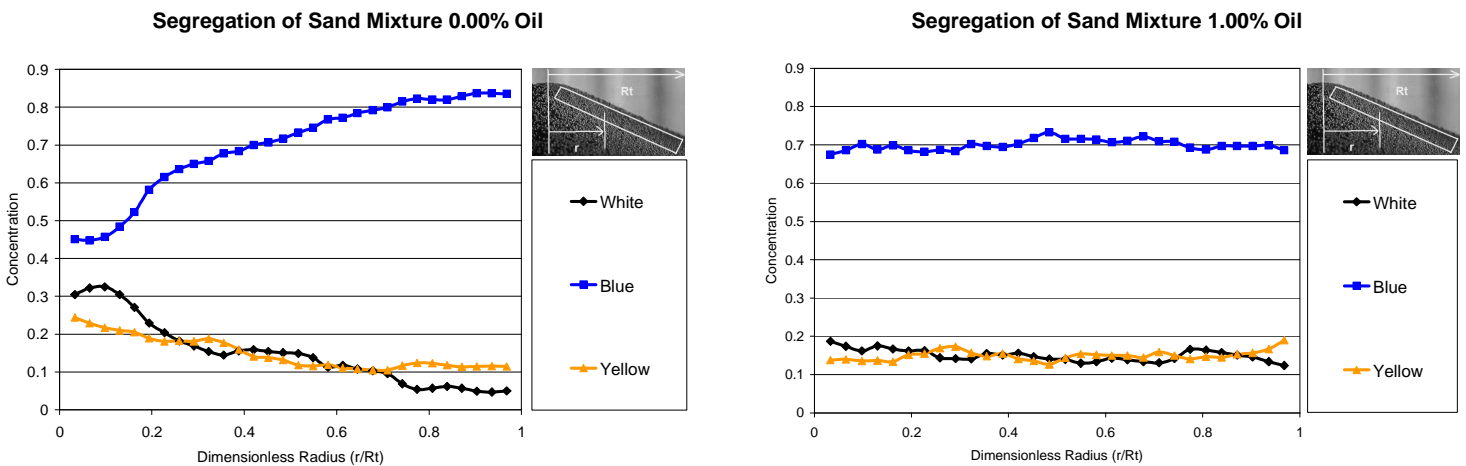 Segregation of Sand Mixture 0.00% Oil
0.9
0.8
0.7
0.6
0.5
0.4
0.3
0.2
0.1
0
Concentration
0 0.2 0.4 0.6 0.8 1
Dimensionless Radius (r/Rt)
Rt
r
White
Blue
Yellow
Segregation of Sand Mixture 1.00% Oil
0.9
0.8
0.7
0.6
0.5
0.4
0.3
0.2
0.1
0
Concentration
0 0.2 0.4 0.6 0.8 1
Dimensionless Radius (r/Rt)
Rt
r
White
Blue
Yellow